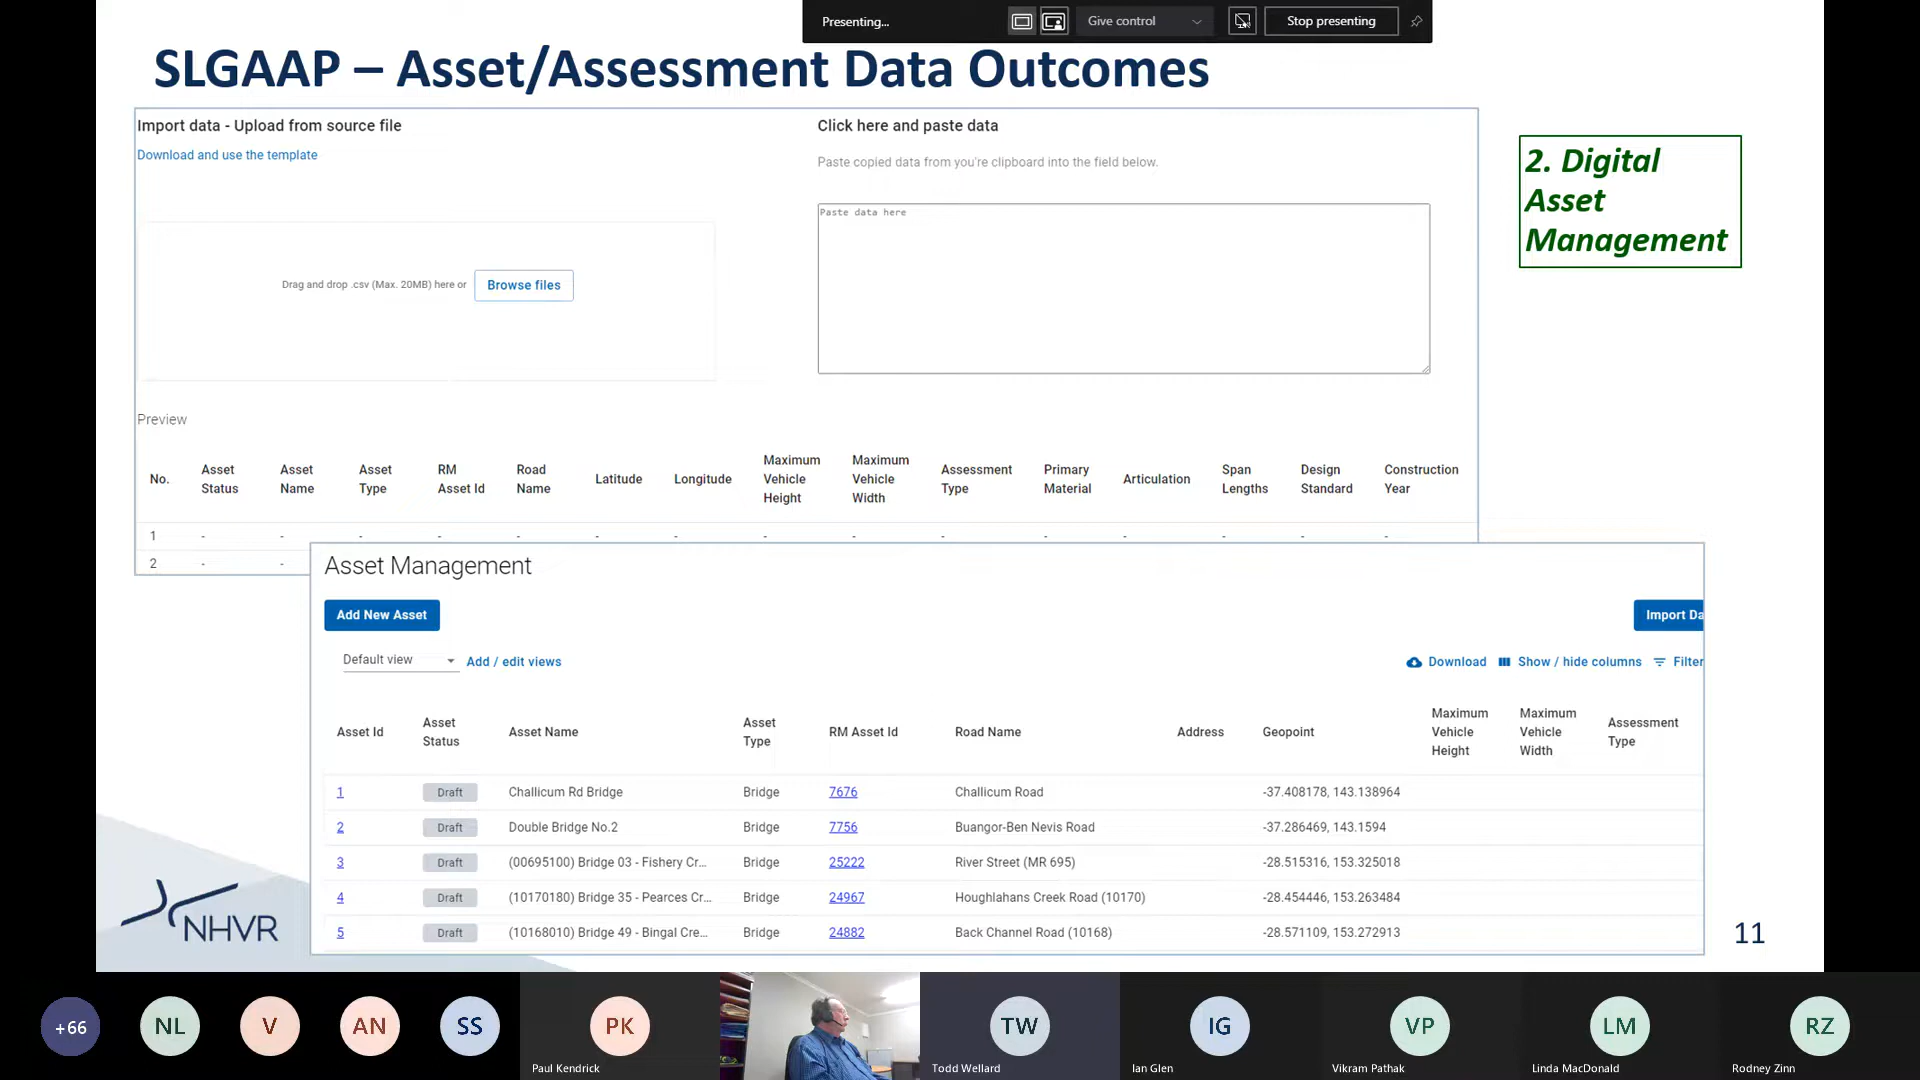 Presenting...
Give control
Stop presenting
SLGAAP – Asset/Assessment Data Outcomes
Import data - Upload from source file
Download and use the template
Drag and drop .csv (Max. 20MB) here or Browse files
Click here and paste data
Paste copied data from you're clipboard into the field below.
Paste data here
2. Digital
Asset
Management
Preview
No. Asset Status Asset Name Asset Type RM Asset Id Road Name Latitude Longitude Maximum Vehicle Height Maximum Vehicle Width Assessment Type Primary Material Articulation Span Lengths Design Standard Construction Year
1 - - - - - - - - - - - - - - -
2 - -
Asset Management
Add New Asset
Import Da
Default view Add / edit views
Download Show / hide columns Filter
Asset Id Asset Status Asset Name Asset Type RM Asset Id Road Name Address Geopoint Maximum Vehicle Height Maximum Vehicle Width Assessment Type
1 Draft Challicum Rd Bridge Bridge 7676 Challicum Road -37.408178, 143.138964
2 Draft Double Bridge No.2 Bridge 7756 Buangor-Ben Nevis Road -37.286469, 143.1594
3 Draft (00695100) Bridge 03 - Fishery Cr... Bridge 25222 River Street (MR 695) -28.515316, 153.325018
4 Draft (10170180) Bridge 35 - Pearces Cr... Bridge 24967 Houghlahans Creek Road (10170) -28.454446, 153.263484
5 Draft (10168010) Bridge 49 - Bingal Cre... Bridge 24882 Back Channel Road (10168) -28.571109, 153.272913
NHVR
11
+66
NL
V
AN
SS
PK
Paul Kendrick
TW
Todd Wellard
IG
Ian Glen
VP
Vikram Pathak
LM
Linda MacDonald
RZ
Rodney Zinn